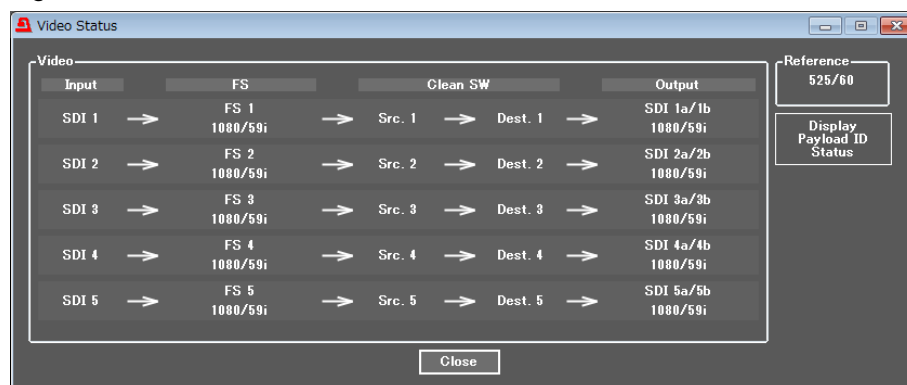 Video Status
Video
Input FS Clean SW Output
SDI 1 FS 1 1080/59i Src. 1 Dest. 1 SDI 1a/1b 1080/59i
SDI 2 FS 2 1080/59i Src. 2 Dest. 2 SDI 2a/2b 1080/59i
SDI 3 FS 3 1080/59i Src. 3 Dest. 3 SDI 3a/3b 1080/59i
SDI 4 FS 4 1080/59i Src. 4 Dest. 4 SDI 4a/4b 1080/59i
SDI 5 FS 5 1080/59i Src. 5 Dest. 5 SDI 5a/5b 1080/59i
Reference
525/60
Display
Payload ID
Status
Close